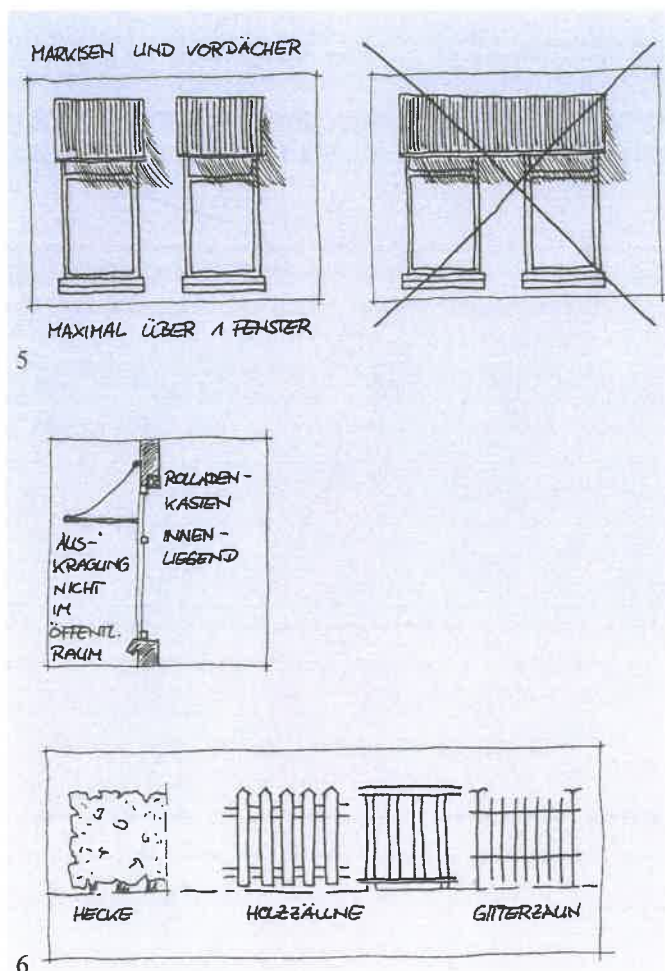 MARKISEN UND VORDÄCHER
MAXIMAL ÜBER 1 FENSTER
5
ROLLADEN-
KASTEN
INNEN-
LIEGEND
AUS-
KRAGUNG
NICHT
IM
ÖFFENTL.
RAUM
HECKE
HOLZZÄUNE
GITTERZAUN
6